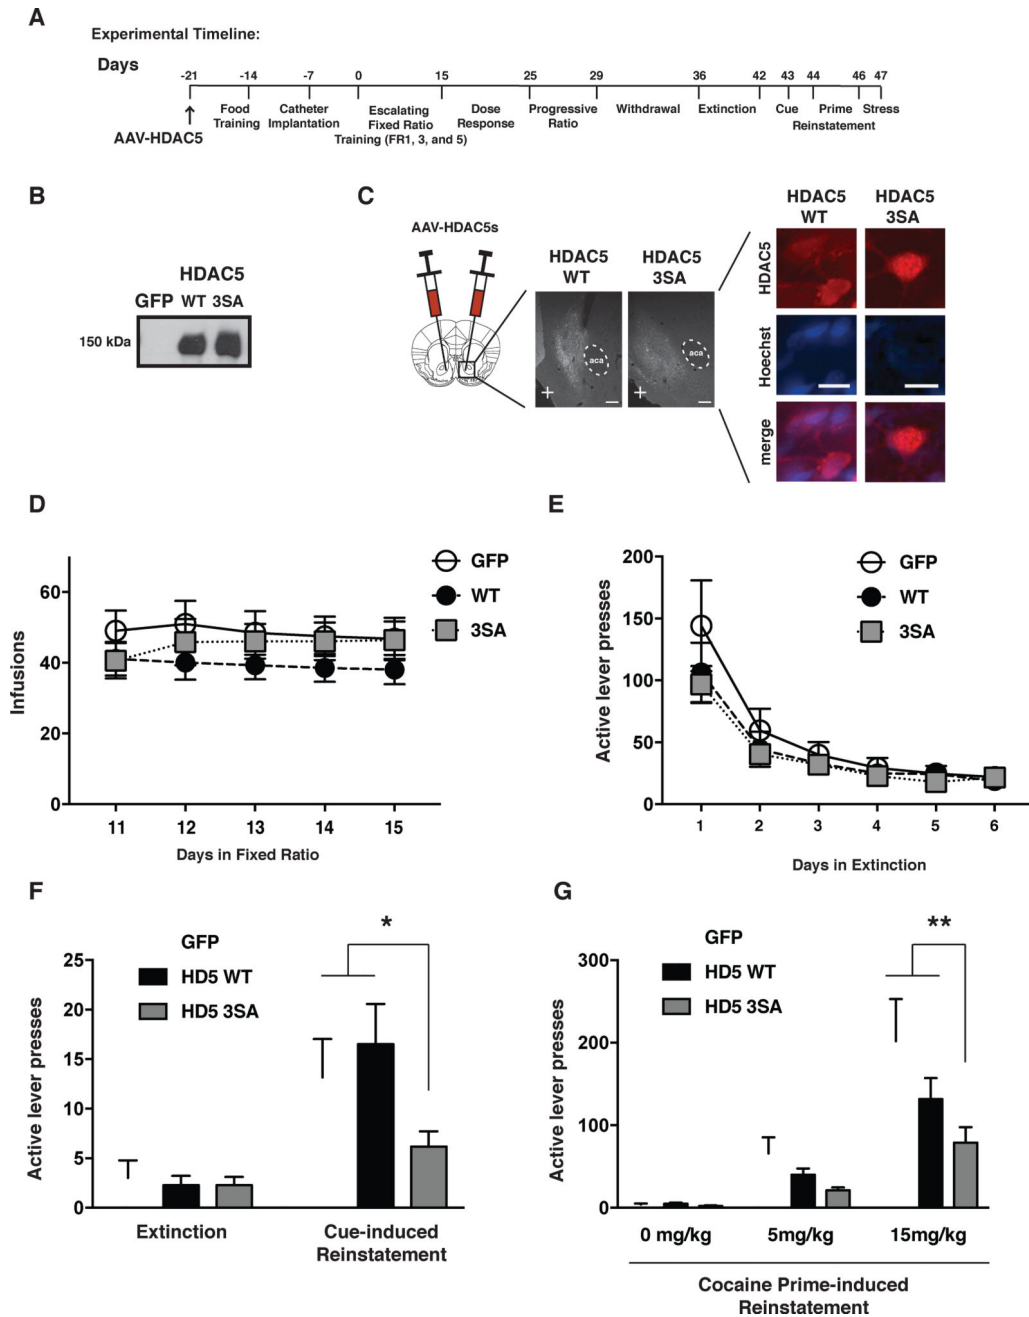 A
Experimental Timeline:
Days
-21 -14 -7 0 15 25 29 36 42 43 44 46 47
Food Training
Catheter Implantation
Escalating Fixed Ratio Training (FR1, 3, and 5)
Dose Response
Progressive Ratio
Withdrawal
Extinction
Cue Prime Stress
Reinstatement
AAV-HDAC5
B
HDAC5
GFP WT 3SA
150 kDa
C
AAV-HDAC5s
HDAC5 WT
HDAC5 3SA
aca
aca
+
+
HDAC5 WT
HDAC5 3SA
HDAC5
Hoechst
merge
D
Infusions
60
40
20
0
11 12 13 14 15
Days in Fixed Ratio
GFP
WT
3SA
E
Active lever presses
200
150
100
50
0
1 2 3 4 5 6
Days in Extinction
GFP
WT
3SA
F
Active lever presses
25
20
15
10
5
0
GFP
HD5 WT
HD5 3SA
*
Extinction
Cue-induced
Reinstatement
G
Active lever presses
300
200
100
0
GFP
HD5 WT
HD5 3SA
**
0 mg/kg 5mg/kg 15mg/kg
Cocaine Prime-induced
Reinstatement